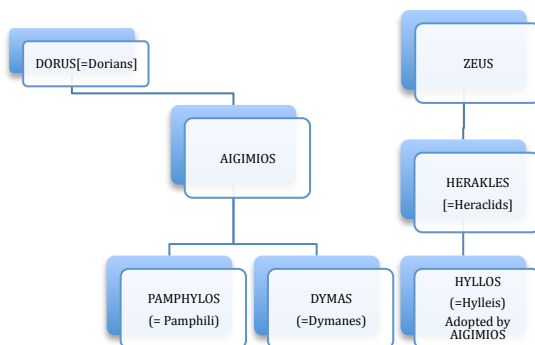 DORUS[=Dorians]
ZEUS
AIGIMIOS
HERAKLES
[=Heraclids]
PAMPHYLOS
(= Pamphili)
DYMAS
(=Dymanes)
HYLLOS
(=Hylleis)
Adopted by
AIGIMIOS